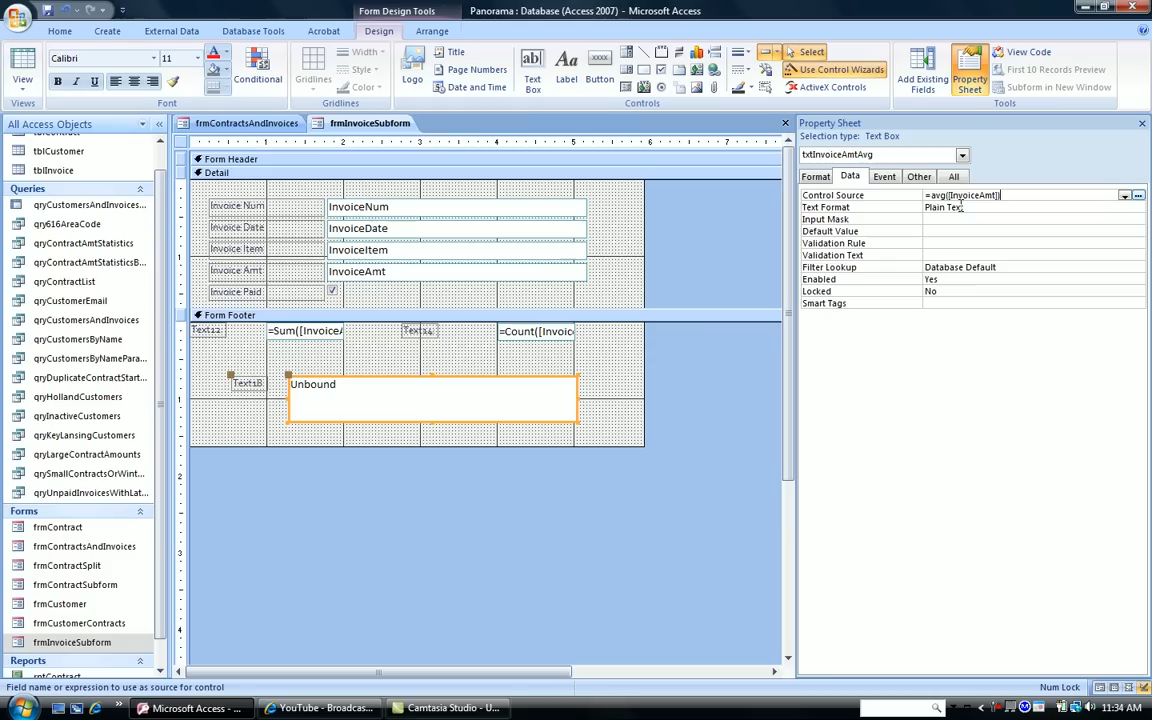 Form Design Tools
Panorama : Database (Access 2007) - Microsoft Access
Home
Create
External Data
Database Tools
Acrobat
Design
Arrange
View
Views
Calibri
11
B I U
Conditional
Font
Gridlines
Width
Style
Color
Gridlines
Logo
Title
Page Numbers
Date and Time
Text Box
Label
Button
Controls
Select
Use Control Wizards
ActiveX Controls
Add Existing Fields
Property Sheet
View Code
First 10 Records Preview
Subform in New Window
Tools
All Access Objects
tblCustomer
tblInvoice
Queries
qryCustomersAndInvoices...
qry616AreaCode
qryContractAmtStatistics
qryContractAmtStatisticsB...
qryContractList
qryCustomerEmail
qryCustomersAndInvoices
qryCustomersByName
qryCustomersByNamePara...
qryDuplicateContractStart...
qryHollandCustomers
qryInactiveCustomers
qryKeyLansingCustomers
qryLargeContractAmounts
qrySmallContractsOrWint...
qryUnpaidInvoicesWithLat...
Forms
frmContract
frmContractsAndInvoices
frmContractSplit
frmContractSubform
frmCustomer
frmCustomerContracts
frmInvoiceSubform
Reports
rptContract
frmContractsAndInvoices
frmInvoiceSubform
Form Header
Detail
Invoice Num
InvoiceNum
Invoice Date
InvoiceDate
Invoice Item
InvoiceItem
Invoice Amt
InvoiceAmt
Invoice Paid
Form Footer
Text12:
=Sum([InvoiceA
Text14:
=Count([Invoic
Text18:
Unbound
Property Sheet
Selection type: Text Box
txtInvoiceAmtAvg
Format
Data
Event
Other
All
Control Source
=avg([InvoiceAmt])
Text Format
Plain Text
Input Mask
Default Value
Validation Rule
Validation Text
Filter Lookup
Database Default
Enabled
Yes
Locked
No
Smart Tags
Field name or expression to use as source for control
Num Lock
Microsoft Access - ...
YouTube - Broadcas...
Camtasia Studio - U...
11:34 AM